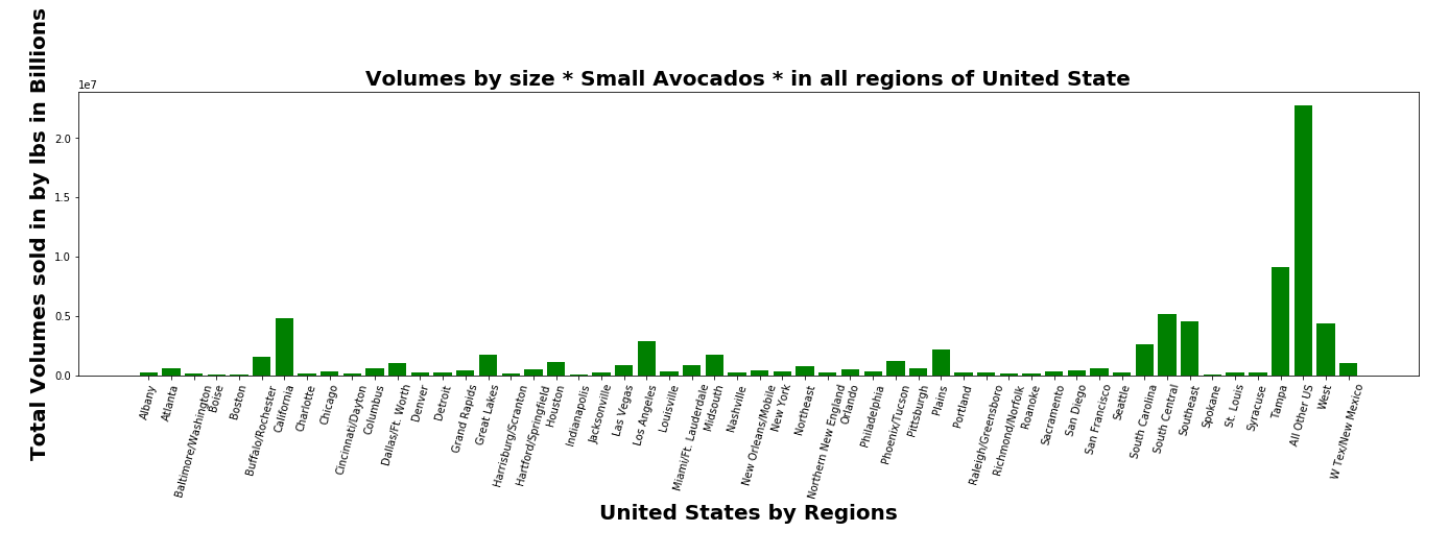 Volumes by size * Small Avocados * in all regions of United State
Total Volumes sold in by lbs in Billions
1e7
2.0
1.5
1.0
0.5
0.0
Albany
Atlanta
Baltimore/Washington
Boise
Boston
Buffalo/Rochester
California
Charlotte
Chicago
Cincinnati/Dayton
Columbus
Dallas/Ft. Worth
Denver
Detroit
Grand Rapids
Great Lakes
Harrisburg/Scranton
Hartford/Springfield
Houston
Indianapolis
Jacksonville
Las Vegas
Los Angeles
Louisville
Miami/Ft. Lauderdale
Midsouth
Nashville
New Orleans/Mobile
New York
Northeast
Northern New England
Orlando
Philadelphia
Phoenix/Tucson
Pittsburgh
Plains
Portland
Raleigh/Greensboro
Richmond/Norfolk
Roanoke
Sacramento
San Diego
San Francisco
Seattle
South Carolina
South Central
Southeast
Spokane
St. Louis
Syracuse
Tampa
All Other US
West
W Tex/New Mexico
United States by Regions